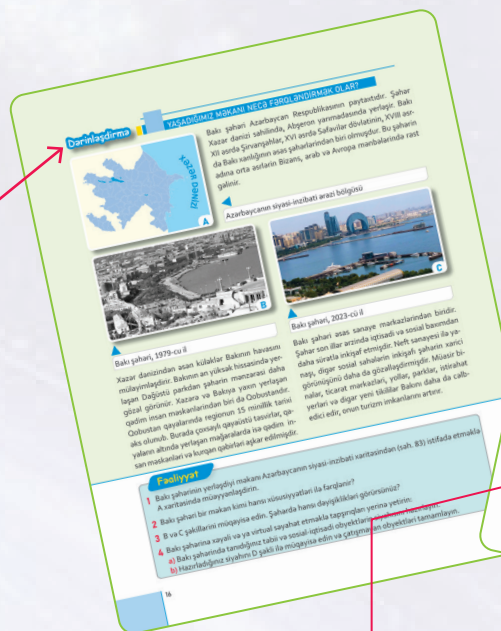 Dərinləşdirmə
YAŞADIĞIMIZ MƏKANI NECƏ FƏRQLƏNDİRMƏK OLAR?
Bakı şəhəri Azərbaycan Respublikasının paytaxtıdır. Şəhər
Xəzər dənizi sahilində, Abşeron yarımadasında yerləşir. Bakı
XII əsrdə Şirvanşahlar, XVI əsrdə Səfəvilər dövlətinin, XVIII əsr-
də Bakı xanlığının əsas şəhərlərindən biri olmuşdur. Bu şəhərin
adına orta əsrlərin Bizans, ərəb və Avropa mənbələrində rast
gəlinir.
XƏZƏR DƏNİZİ
A
Azərbaycanın siyasi-inzibati ərazi bölgüsü
B
C
Bakı şəhəri, 1979-cu il
Bakı şəhəri, 2023-cü il
Xəzər dənizindən əsən küləklər Bakının havasını
mülayimləşdirir. Bakının ən yüksək hissəsində yer-
ləşən Dağüstü parkdan şəhərin mənzərəsi daha
gözəl görünür. Xəzərə və Bakıya yaxın yerləşən
qədim insan məskənlərindən biri də Qobustandır.
Qobustan qayalarında regionun 15 minillik tarixi
əks olunub. Burada çoxsaylı qayaüstü təsvirlər, qa-
yaların altında yerləşən mağaralarda isə qədim in-
san məskənləri və kurqan qəbirləri aşkar edilmişdir.
Bakı şəhəri əsas sənaye mərkəzlərindən biridir.
Şəhər son illər ərzində iqtisadi və sosial baxımdan
daha sürətlə inkişaf etmişdir. Neft sənayesi ilə ya-
naşı, digər sosial sahələrin inkişafı şəhərin xarici
görünüşünü daha da gözəlləşdirmişdir. Müasir bi-
nalar, ticarət mərkəzləri, yollar, parklar, istirahət
yerləri və digər yeni tikililər Bakını daha da cəlb-
edici edir, onun turizm imkanlarını artırır.
Fəaliyyət
1 Bakı şəhərinin yerləşdiyi məkanı Azərbaycanın siyasi-inzibati xəritəsindən (səh. 83) istifadə etməklə
A xəritəsində müəyyənləşdirin.
2 Bakı şəhəri bir məkan kimi hansı xüsusiyyətləri ilə fərqlənir?
3 B və C şəkillərini müqayisə edin. Şəhərdə hansı dəyişiklikləri görürsünüz?
4 Bakı şəhərinə xəyali və ya virtual səyahət etməklə tapşırıqları yerinə yetirin.
a) Bakı şəhərində tanıdığınız təbii və sosial-iqtisadi obyektlərin siyahısını hazırlayın.
b) Hazırladığınız siyahını D şəkli ilə müqayisə edin və çatışmayan obyektləri tamamlayın.
16